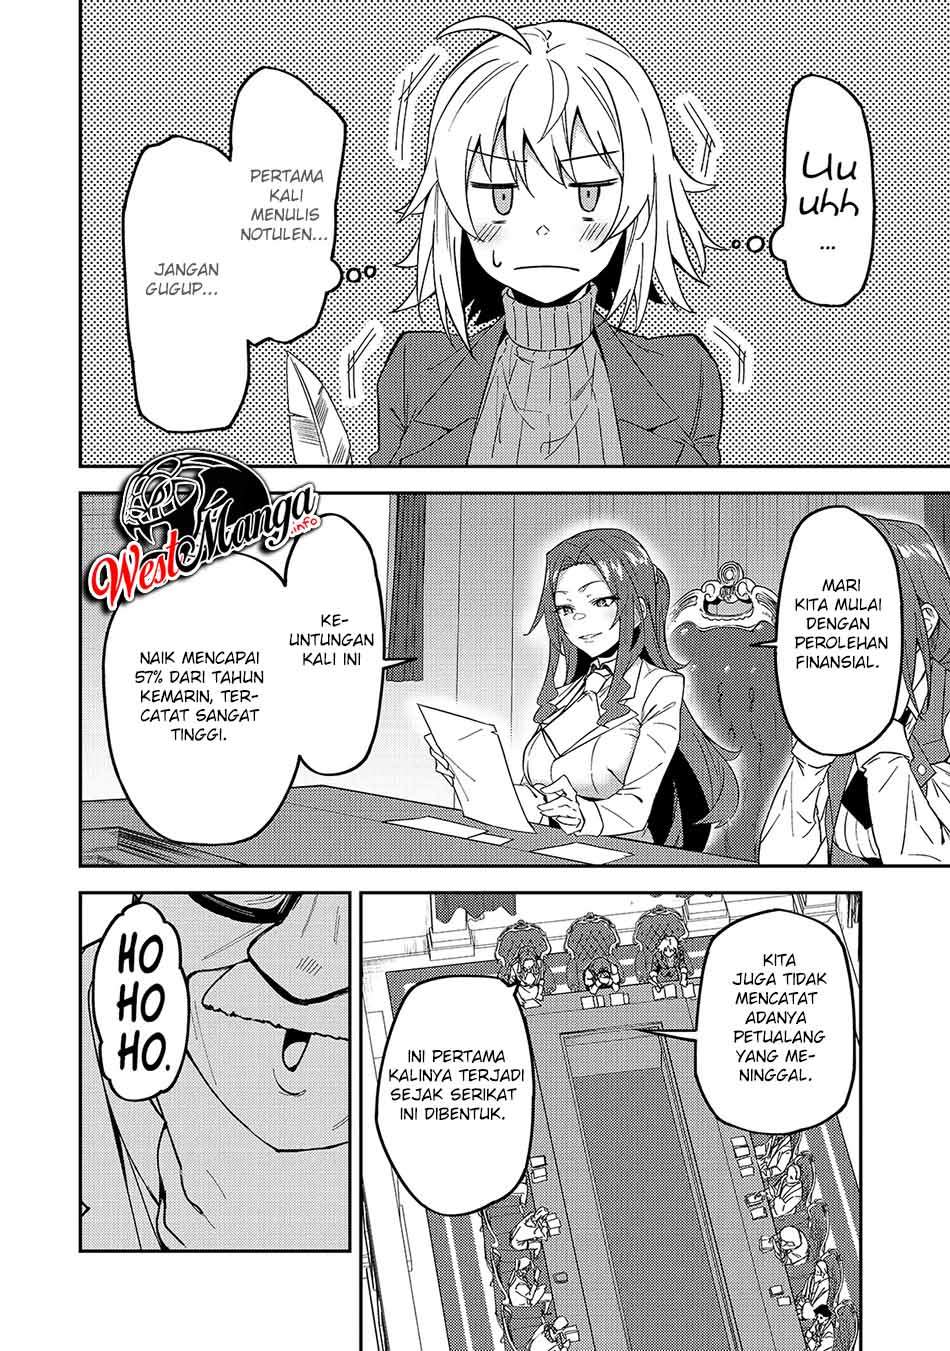 Uu
uhh
...
PERTAMA
KALI
MENULIS
NOTULEN...
JANGAN
GUGUP...
WestManga
.info
MARI
KITA MULAI
DENGAN
PEROLEHAN
FINANSIAL.
KE-
UNTUNGAN
KALI INI
NAIK MENCAPAI
57% DARI TAHUN
KEMARIN, TER-
CATAT SANGAT
TINGGI.
KITA
JUGA TIDAK
MENCATAT
ADANYA
PETUALANG
YANG ME-
NINGGAL.
INI PERTAMA
KALINYA TERJADI
SEJAK SERIKAT
INI DIBENTUK.
HO
HO
HO.